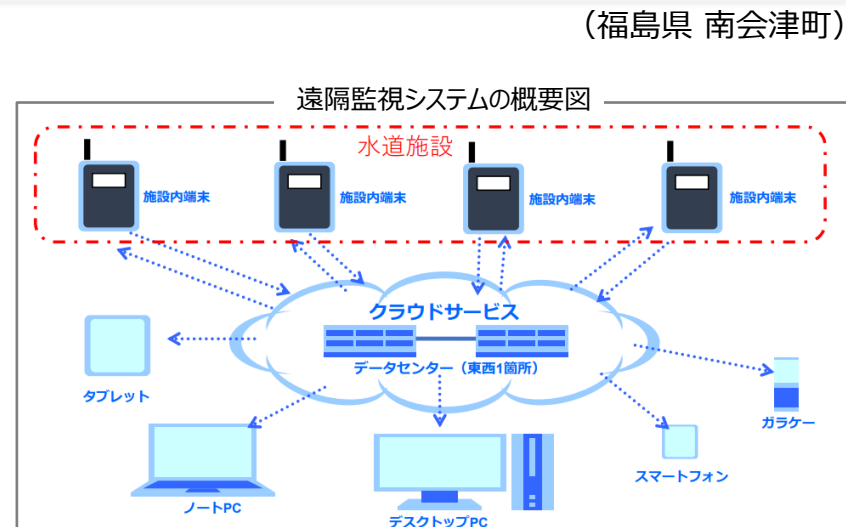 （福島県 南会津町）
遠隔監視システムの概要図
水道施設
施設内端末
施設内端末
施設内端末
施設内端末
クラウドサービス
データセンター（東西1箇所）
タブレット
ガラケー
スマートフォン
ノートPC
デスクトップPC